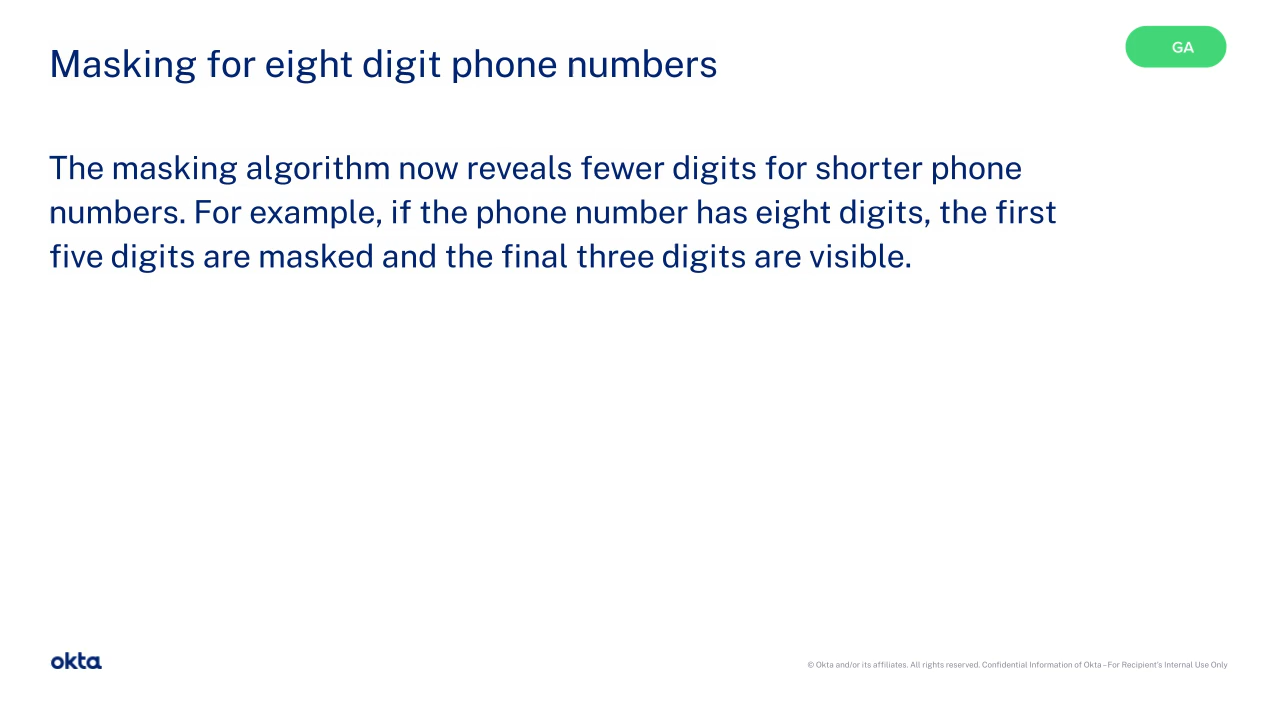 Masking for eight digit phone numbers
GA
The masking algorithm now reveals fewer digits for shorter phone
numbers. For example, if the phone number has eight digits, the first
five digits are masked and the final three digits are visible.
okta
© Okta and/or its affiliates. All rights reserved. Confidential Information of Okta – For Recipient's Internal Use Only